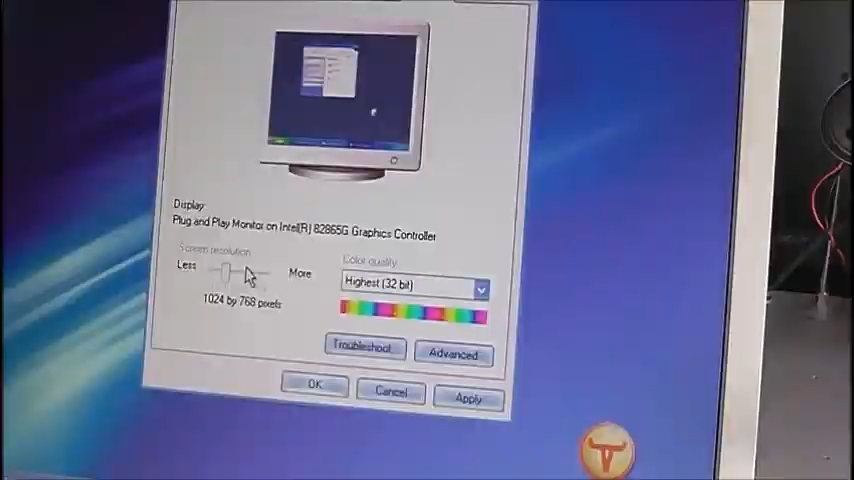 Display:
Plug and Play Monitor on Intel(R) 82865G Graphics Controller
Screen resolution
Less
More
1024 by 768 pixels
Color quality
Highest (32 bit)
Troubleshoot...
Advanced
OK
Cancel
Apply